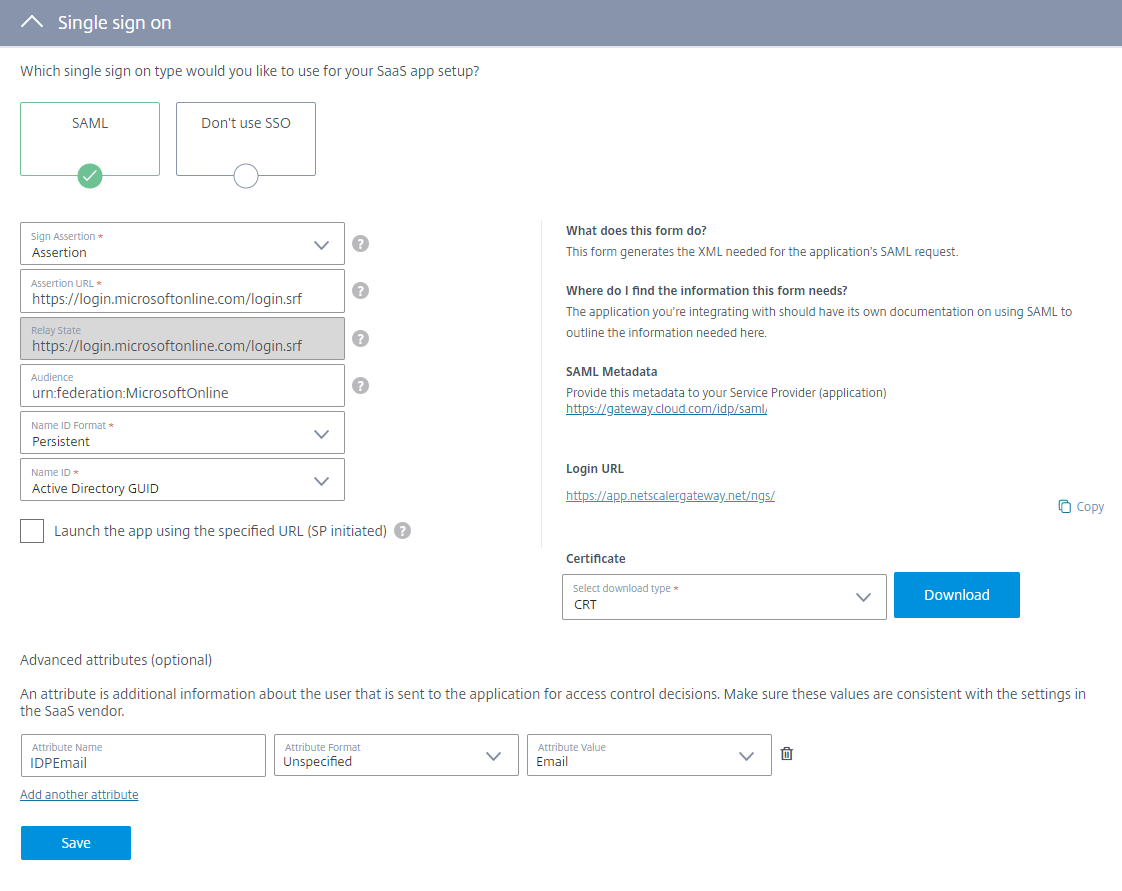 Single sign on
Which single sign on type would you like to use for your SaaS app setup?
SAML
Don't use SSO
Sign Assertion *
Assertion
?
Assertion URL *
https://login.microsoftonline.com/login.srf
?
Relay State
https://login.microsoftonline.com/login.srf
?
Audience
urn:federation:MicrosoftOnline
?
Name ID Format *
Persistent
Name ID *
Active Directory GUID
Launch the app using the specified URL (SP initiated) ?
What does this form do?
This form generates the XML needed for the application's SAML request.
Where do I find the information this form needs?
The application you're integrating with should have its own documentation on using SAML to
outline the information needed here.
SAML Metadata
Provide this metadata to your Service Provider (application)
https://gateway.cloud.com/idp/saml/
Login URL
https://app.netscalergateway.net/ngs/
Copy
Certificate
Select download type *
CRT
Download
Advanced attributes (optional)
An attribute is additional information about the user that is sent to the application for access control decisions. Make sure these values are consistent with the settings in
the SaaS vendor.
Attribute Name
IDPEmail
Attribute Format
Unspecified
Attribute Value
Email
Add another attribute
Save